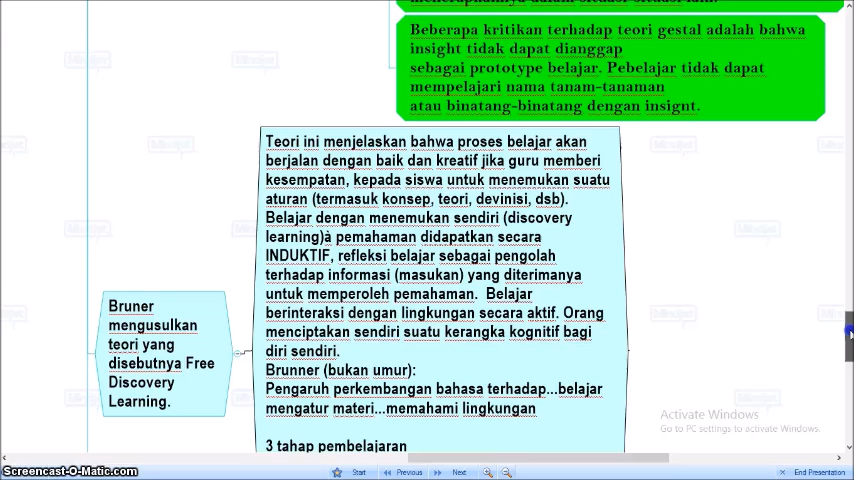 menerapkannya dalam situasi-situasi lain.
Beberapa kritikan terhadap teori gestal adalah bahwa
insight tidak dapat dianggap
sebagai prototype belajar. Pebelajar tidak dapat
mempelajari nama tanam-tanaman
atau binatang-binatang dengan insignt.
Teori ini menjelaskan bahwa proses belajar akan
berjalan dengan baik dan kreatif jika guru memberi
kesempatan, kepada siswa untuk menemukan suatu
aturan (termasuk konsep, teori, devinisi, dsb).
Belajar dengan menemukan sendiri (discovery
learning)à pemahaman didapatkan secara
INDUKTIF, refleksi belajar sebagai pengolah
terhadap informasi (masukan) yang diterimanya
untuk memperoleh pemahaman. Belajar
berinteraksi dengan lingkungan secara aktif. Orang
menciptakan sendiri suatu kerangka kognitif bagi
diri sendiri.
Brunner (bukan umur):
Pengaruh perkembangan bahasa terhadap...belajar
mengatur materi...memahami lingkungan
3 tahap pembelajaran
Bruner
mengusulkan
teori yang
disebutnya Free
Discovery
Learning.
Activate Windows
Go to PC settings to activate Windows.
Screencast-O-Matic.com
Start
Previous
Next
End Presentation